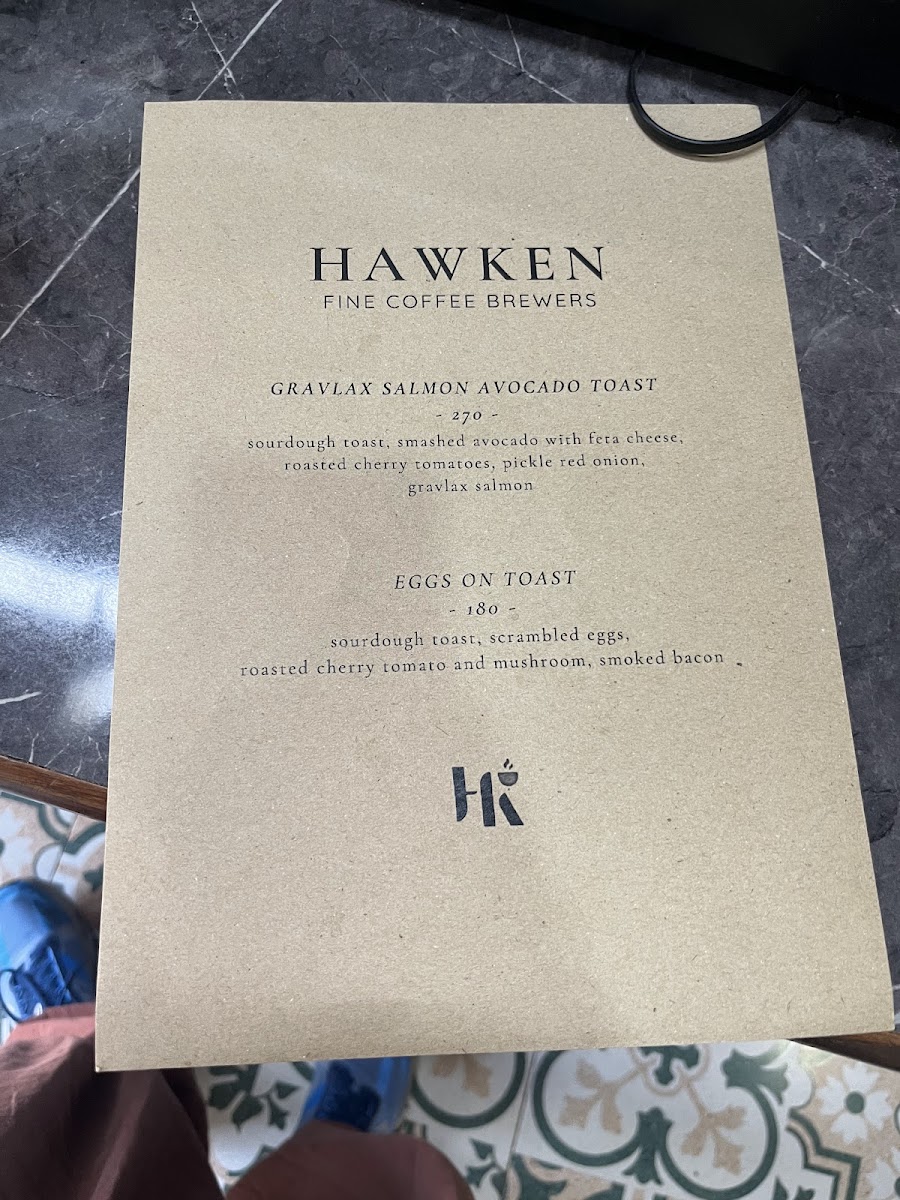 HAWKEN
FINE COFFEE BREWERS
GRAVLAX SALMON AVOCADO TOAST
- 270 -
sourdough toast, smashed avocado with feta cheese,
roasted cherry tomatoes, pickle red onion,
gravlax salmon
EGGS ON TOAST
- 180 -
sourdough toast, scrambled eggs,
roasted cherry tomato and mushroom, smoked bacon
HK